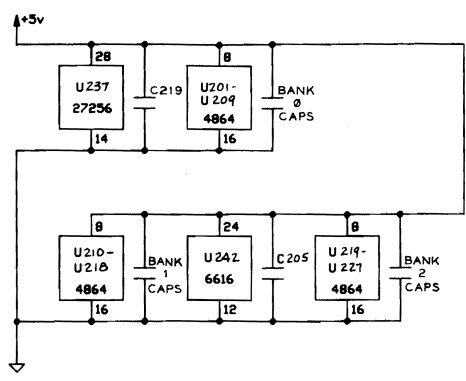 +5v
28
U237
27256
14
C219
8
U201-
U209
4864
16
BANK
0
CAPS
8
U210-
U218
4864
16
BANK
1
CAPS
24
U242
6616
12
C205
8
U219-
U227
4864
16
BANK
2
CAPS